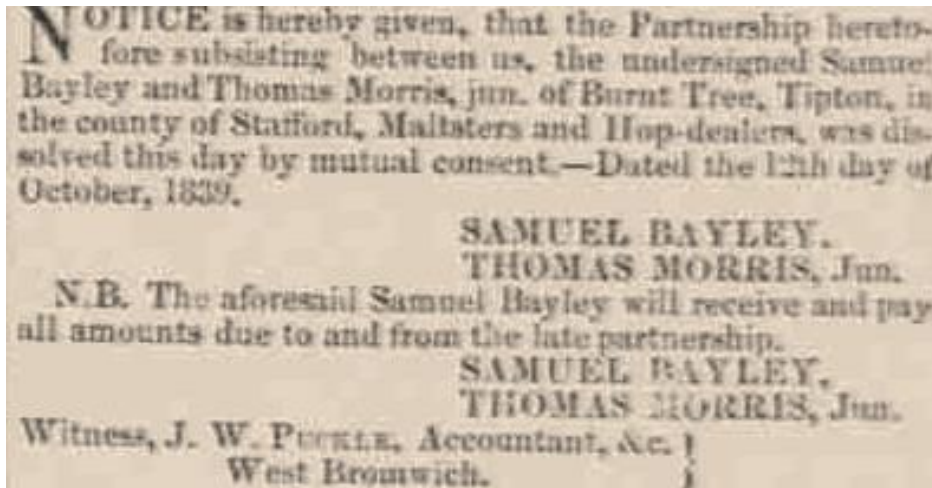 NOTICE is hereby given, that the Partnership hereto-
fore subsisting between us, the undersigned Samuel
Bayley and Thomas Morris, jun. of Burnt Tree, Tipton, in
the county of Stafford, Maltsters and Hop-dealers, was dis-
solved this day by mutual consent.—Dated the 12th day of
October, 1839.
SAMUEL BAYLEY.
THOMAS MORRIS, Jun.
N.B. The aforesaid Samuel Bayley will receive and pay
all amounts due to and from the late partnership.
SAMUEL BAYLEY,
THOMAS MORRIS, Jun.
Witness, J. W. PUCKLE, Accountant, &c. }
West Bromwich.